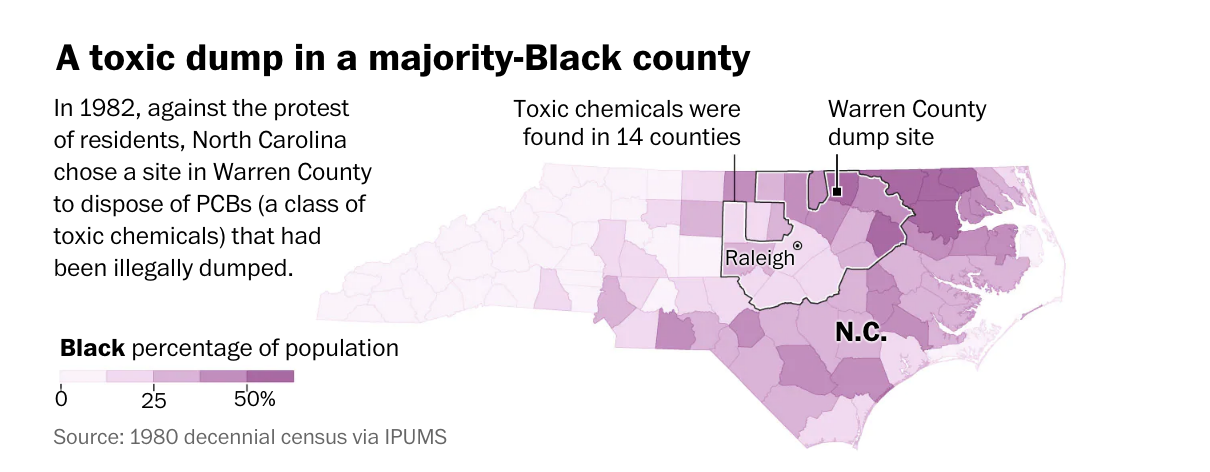 A toxic dump in a majority-Black county
In 1982, against the protest
of residents, North Carolina
chose a site in Warren County
to dispose of PCBs (a class of
toxic chemicals) that had
been illegally dumped.
Toxic chemicals were
found in 14 counties
Warren County
dump site
Raleigh
N.C.
Black percentage of population
0 25 50%
Source: 1980 decennial census via IPUMS